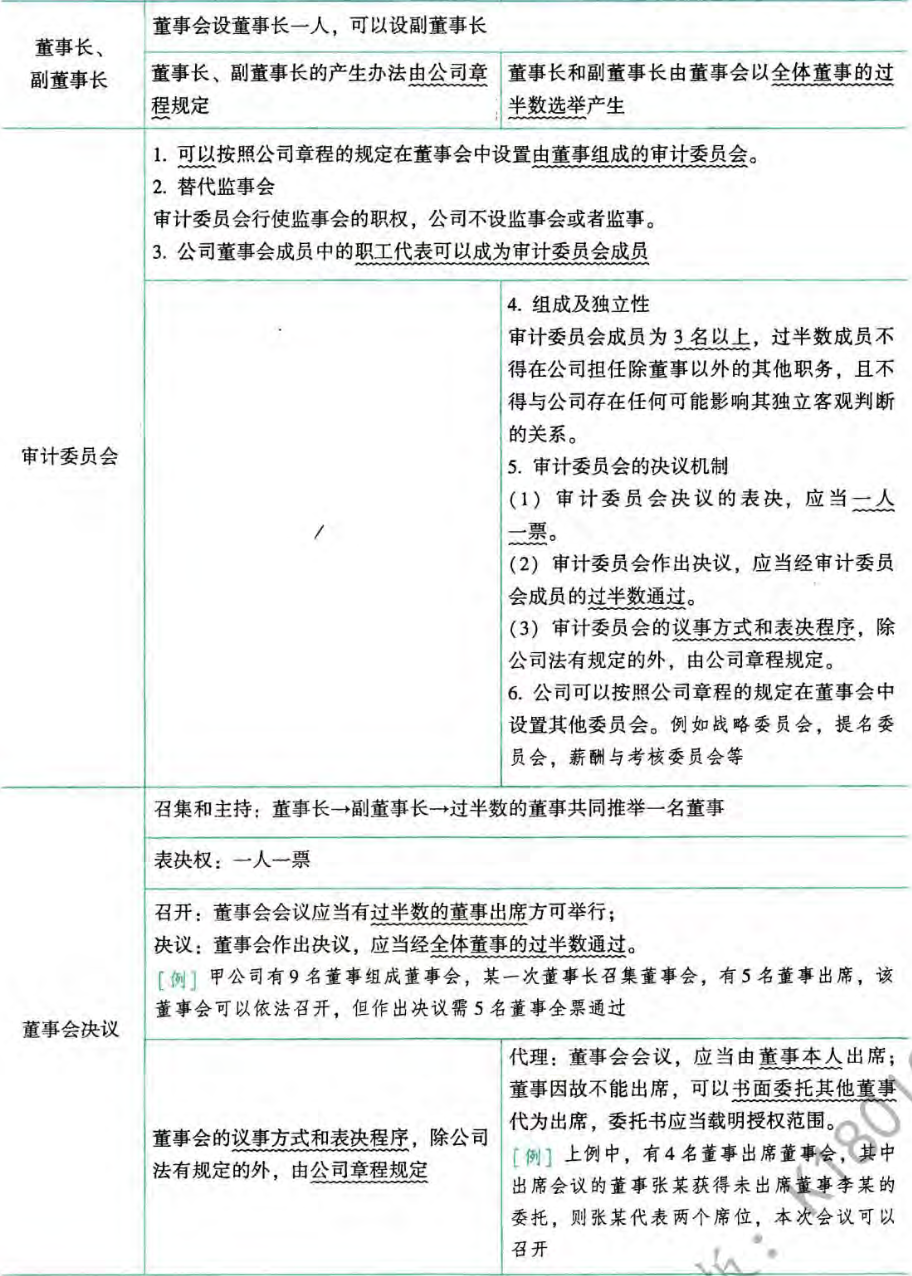 董事长、
副董事长
董事会设董事长一人，可以设副董事长
董事长、副董事长的产生办法由公司章
程规定
董事长和副董事长由董事会以全体董事的过
半数选举产生
审计委员会
1. 可以按照公司章程的规定在董事会中设置由董事组成的审计委员会。
2. 替代监事会
审计委员会行使监事会的职权，公司不设监事会或者监事。
3. 公司董事会成员中的职工代表可以成为审计委员会成员
/
4. 组成及独立性
审计委员会成员为 3 名以上，过半数成员不
得在公司担任除董事以外的其他职务，且不
得与公司存在任何可能影响其独立客观判断
的关系。
5. 审计委员会的决议机制
(1) 审计委员会决议的表决，应当一人
一票。
(2) 审计委员会作出决议，应当经审计委员
会成员的过半数通过。
(3) 审计委员会的议事方式和表决程序，除
公司法有规定的外，由公司章程规定。
6. 公司可以按照公司章程的规定在董事会中
设置其他委员会。例如战略委员会，提名委
员会，薪酬与考核委员会等
董事会决议
召集和主持：董事长→副董事长→过半数的董事共同推举一名董事
表决权：一人一票
召开：董事会会议应当有过半数的董事出席方可举行；
决议：董事会作出决议，应当经全体董事的过半数通过。
[例] 甲公司有 9 名董事组成董事会，某一次董事长召集董事会，有 5 名董事出席，该
董事会可以依法召开，但作出决议需 5 名董事全票通过
董事会的议事方式和表决程序，除公司
法有规定的外，由公司章程规定
代理：董事会会议，应当由董事本人出席；
董事因故不能出席，可以书面委托其他董事
代为出席，委托书应当载明授权范围。
[例] 上例中，有 4 名董事出席董事会，其中
出席会议的董事张某获得未出席董事李某的
委托，则张某代表两个席位，本次会议可以
召开